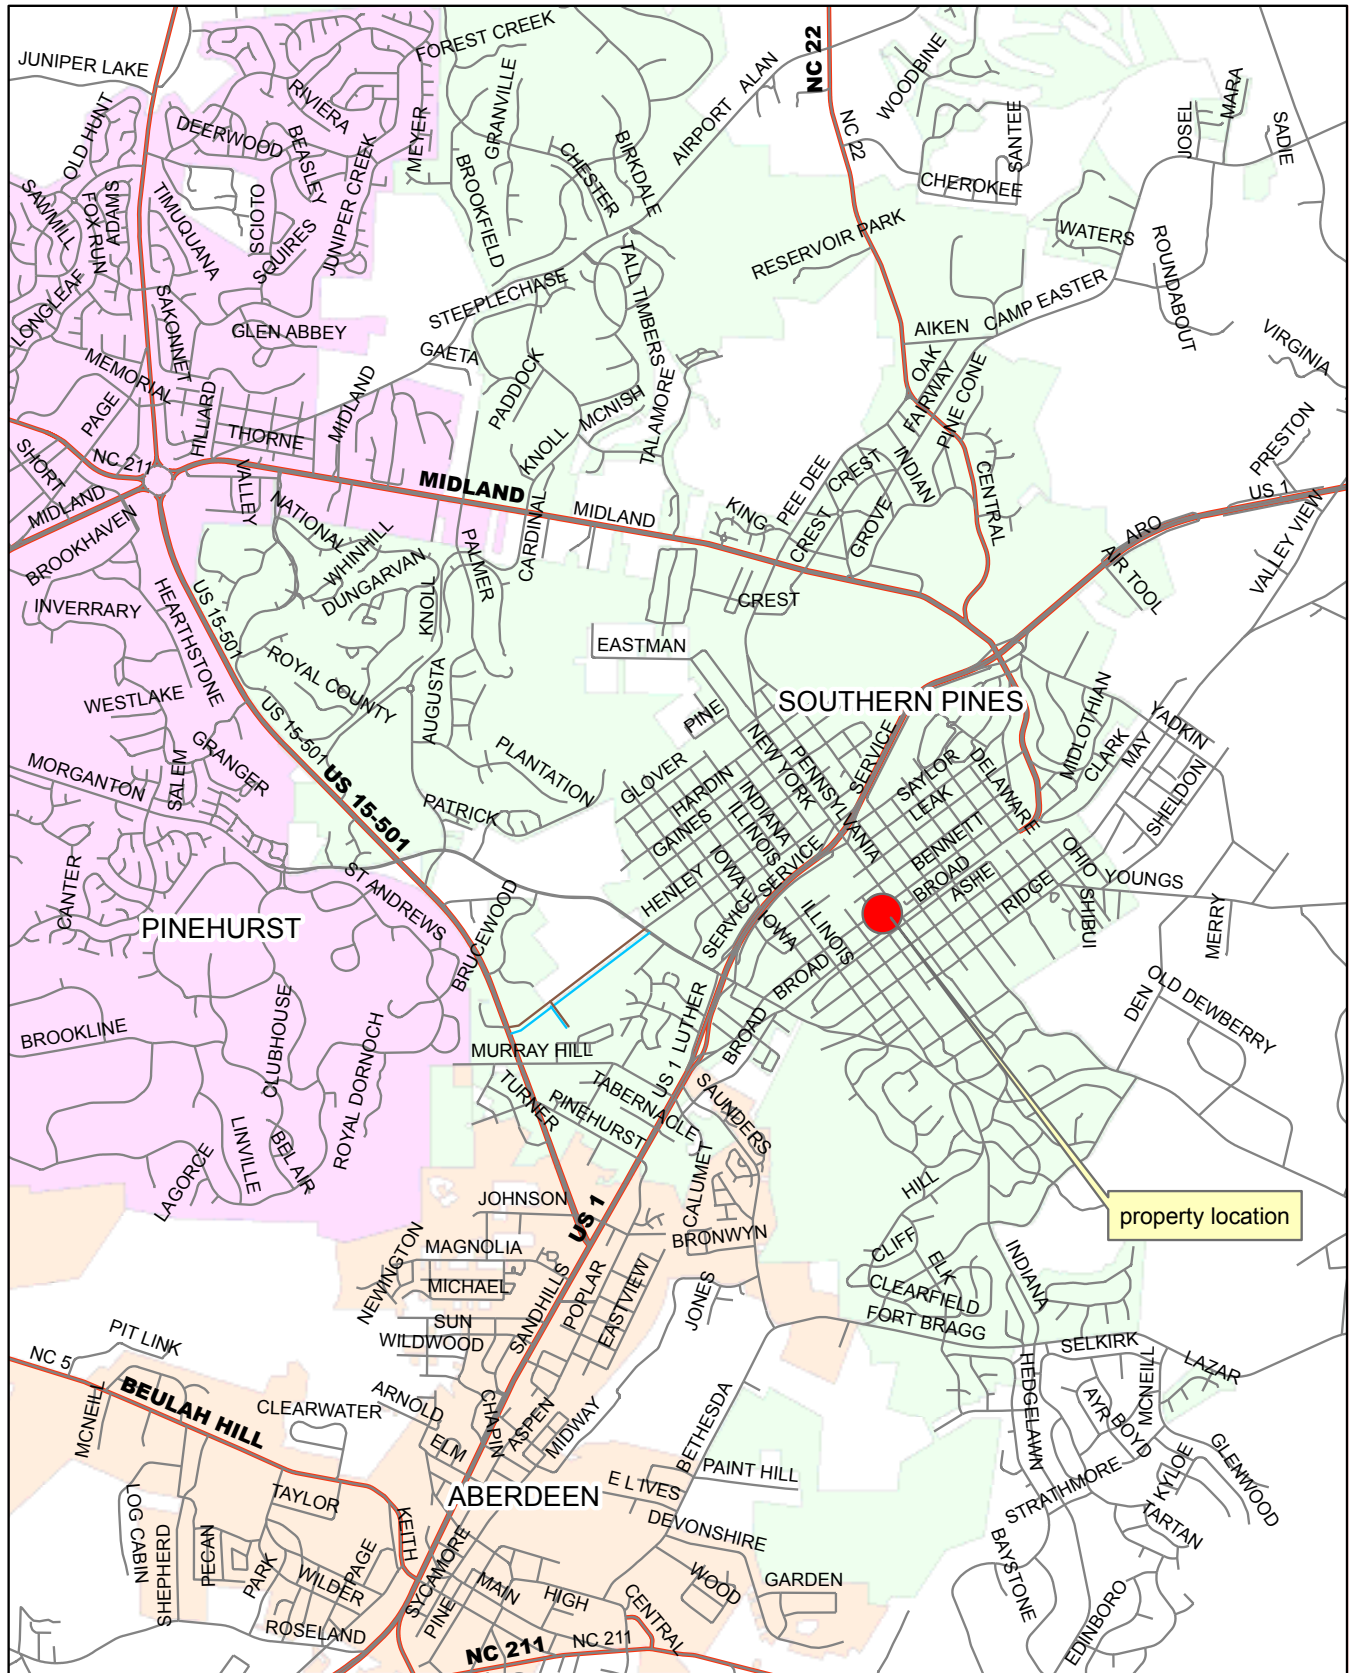 FOREST CREEK
JUNIPER LAKE
NC 22
WOODBINE
ALAN
AIRPORT
RIVIERA
GRANVILLE
OLD HUNT
DEERWOOD
BEASLEY
MEYER
BIRKDALE
CHESTER
NC 22
SANTEE
JOSEL
MARA
SADIE
CHEROKEE
SAWMILL
FOX RUN
ADAMS
TIMUQUANA
SCIOTO
SQUIRES
JUNIPER CREEK
BROOKFIELD
RESERVOIR PARK
WATERS
ROUNDABOUT
LONGLEAF
SAKONNET
GLEN ABBEY
STEEPLECHASE
TALL TIMBERS
CAMP EASTER
AIKEN
VIRGINIA
MEMORIAL
GAETA
PADDOCK
OAK
FAIRWAY
PINE CONE
PAGE
HILLARD
MIDLAND
MCNISH
TALAMORE
THORNE
KNOLL
PRESTON
SHORT
NC 211
VALLEY
MIDLAND
PEE DEE
CREST
INDIAN
CENTRAL
US 1
MIDLAND
NATIONAL
CARDINAL
MIDLAND
KING
CREST
GROVE
ARO
VALLEY VIEW
BROOKHAVEN
WHINHILL
DUNGARVAN
PALMER
AIR TOOL
INVERRARY
HEARTHSTONE
US 15-501
KNOLL
CREST
EASTMAN
ROYAL COUNTY
AUGUSTA
WESTLAKE
SOUTHERN PINES
PINE
MIDLOTHIAN
YADKIN
GRANGER
US 15-501
PLANTATION
NEW YORK
PENNSYLVANIA
SERVICE
CLARK
MAY
MORGANTON
SALEM
US 15-501
GLOVER
HARDIN
INDIANA
SAYLOR
DELAWARE
SHELDON
PATRICK
GAINES
ILLINOIS
LEAK
BENNETT
ST ANDREWS
HENLEY
IOWA
SERVICE
BROAD
ASHE
RIDGE
OHIO
YOUNGS
CANTER
BRUCEWOOD
SERVICE
IOWA
ILLINOIS
SHIBUI
MERRY
PINEHURST
BROAD
OLD DEWBERRY
DEN
BROOKLINE
CLUBHOUSE
ROYAL DORNOCH
LUTHER
BROAD
MURRAY HILL
US 1
TURNER
PINEHURST
TABERNACLE
SAUNDERS
LAGORCE
LINVILLE
BEL AIR
HILL
JOHNSON
US 1
CALUMET
property location
NEWINGTON
MAGNOLIA
BRONWYN
CLIFF
ELK
INDIANA
MICHAEL
SANDHILLS
POPLAR
EASTVIEW
JONES
CLEARFIELD
FORT BRAGG
SUN
WILDWOOD
PIT LINK
SELKIRK
LAZAR
NC 5
BEULAH HILL
MCNEILL
CLEARWATER
ARNOLD
CHAPIN
ASPEN
MIDWAY
BETHESDA
HEDGELAWN
AYR
BOYD
MCNEILL
ELM
PAINT HILL
STRATHMORE
KYLOE
GLENWOOD
LOG CABIN
TAYLOR
ABERDEEN
E L IVES
TARTAN
SHEPHERD
PECAN
PARK
PAGE
KEITH
DEVONSHIRE
BAYSTONE
WILDER
SYCAMORE
MAIN
HIGH
WOOD
GARDEN
ROSELAND
PINE
CENTRAL
EDINBORO
NC 211
NC 211